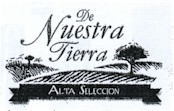 De
Nuestra
Tierra
ALTA SELECCION